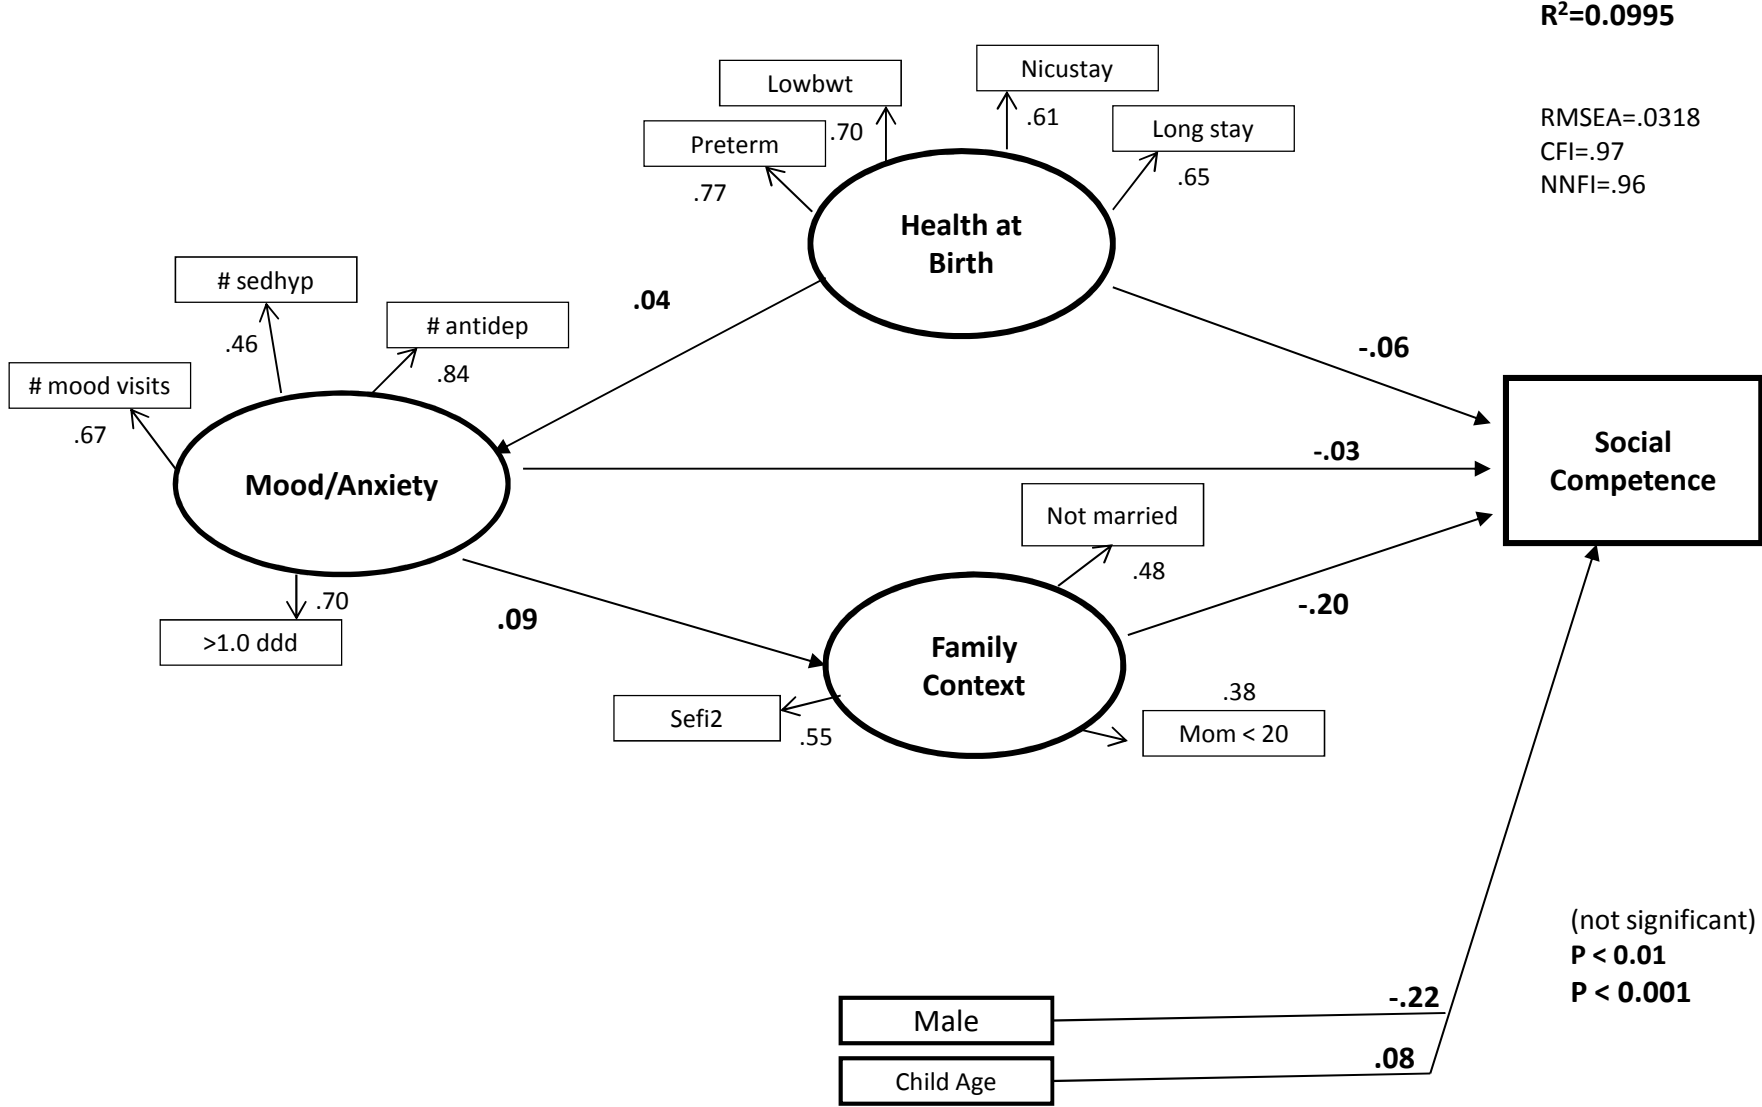 R²=0.0995
RMSEA=.0318
CFI=.97
NNFI=.96
Lowbwt
Nicustay
.70
.61
Preterm
Long stay
.77
.65
Health at
Birth
# sedhyp
.04
# antidep
.46
.84
-.06
# mood visits
.67
Mood/Anxiety
-.03
Social
Competence
Not married
.48
.70
>1.0 ddd
.09
-.20
Family
Context
Sefi2
.55
.38
Mom < 20
(not significant)
P < 0.01
P < 0.001
Male
-.22
Child Age
.08